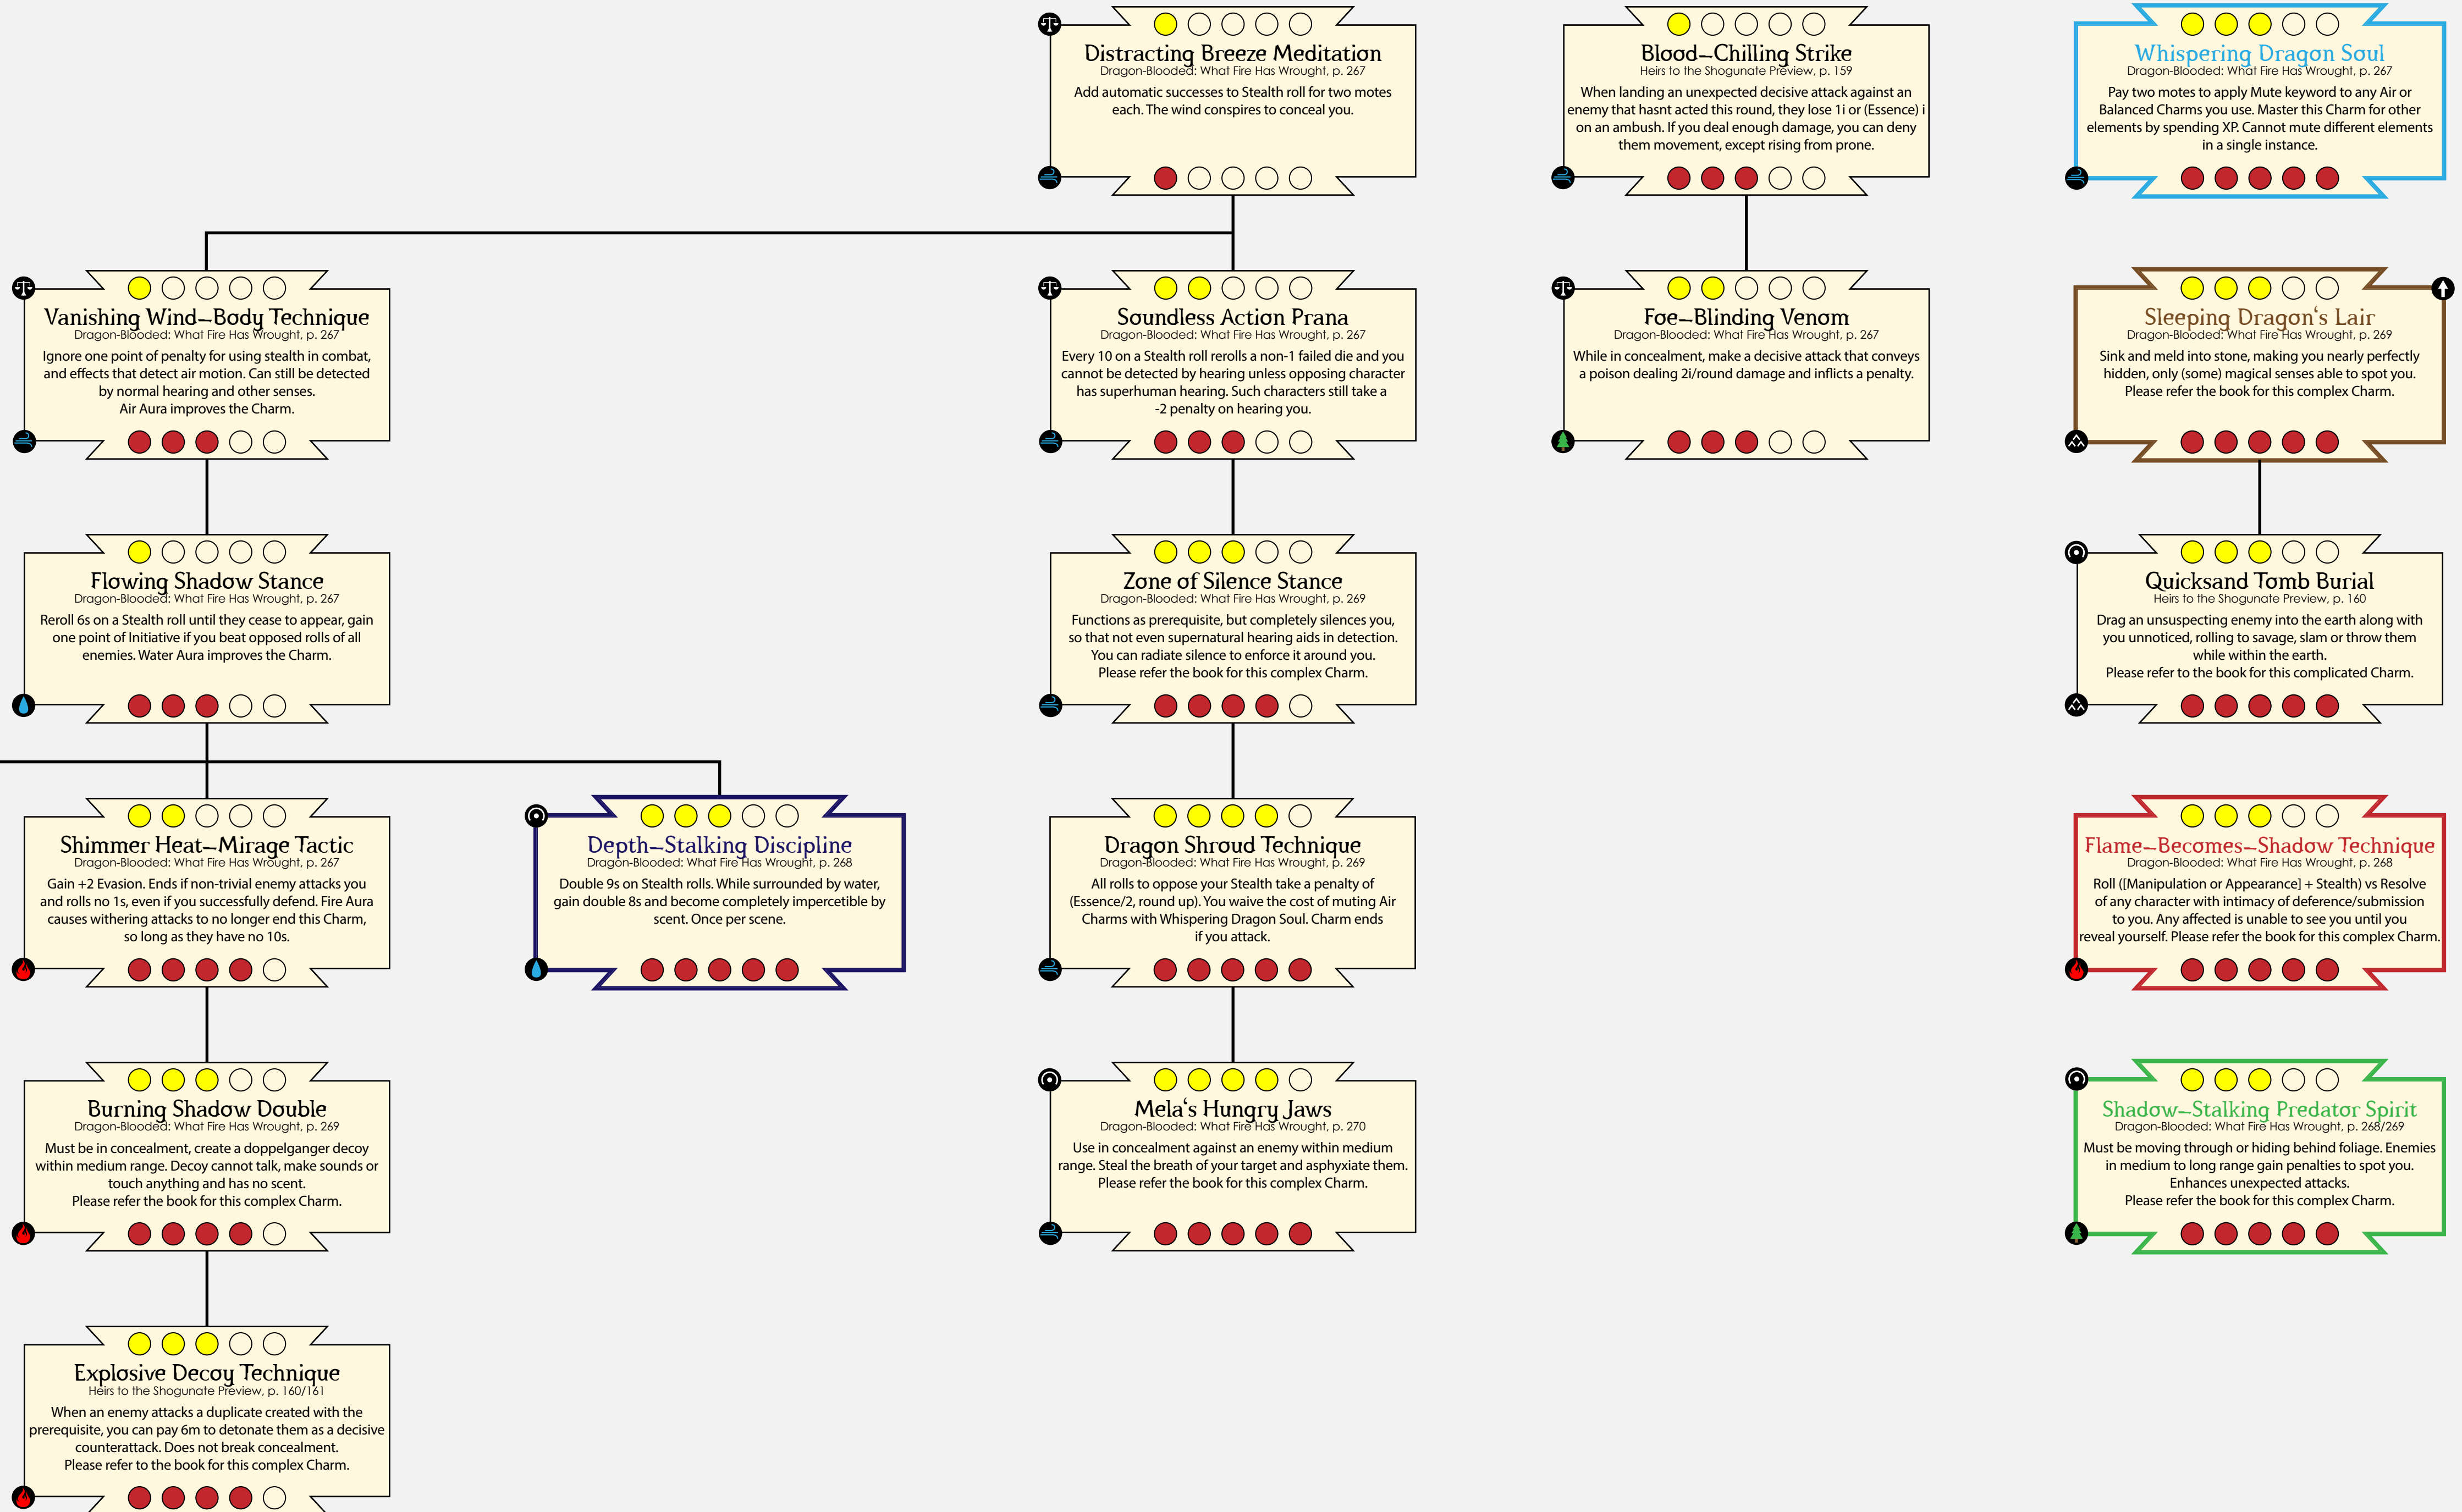 Distracting Breeze Meditation
Dragon-Blooded: What Fire Has Wrought, p. 267
Add automatic successes to Stealth roll for two motes
each. The wind conspires to conceal you.
Blood-Chilling Strike
Heirs to the Shogunate Preview, p. 159
When landing an unexpected decisive attack against an
enemy that hasnt acted this round, they lose 1i or (Essence) i
on an ambush. If you deal enough damage, you can deny
them movement, except rising from prone.
Whispering Dragon Soul
Dragon-Blooded: What Fire Has Wrought, p. 267
Pay two motes to apply Mute keyword to any Air or
Balanced Charms you use. Master this Charm for other
elements by spending XP. Cannot mute different elements
in a single instance.
Vanishing Wind-Body Technique
Dragon-Blooded: What Fire Has Wrought, p. 267
Ignore one point of penalty for using stealth in combat,
and effects that detect air motion. Can still be detected
by normal hearing and other senses.
Air Aura improves the Charm.
Soundless Action Prana
Dragon-Blooded: What Fire Has Wrought, p. 267
Every 10 on a Stealth roll rerolls a non-1 failed die and you
cannot be detected by hearing unless opposing character
has superhuman hearing. Such characters still take a
-2 penalty on hearing you.
Foe-Blinding Venom
Dragon-Blooded: What Fire Has Wrought, p. 267
While in concealment, make a decisive attack that conveys
a poison dealing 2i/round damage and inflicts a penalty.
Sleeping Dragon's Lair
Dragon-Blooded: What Fire Has Wrought, p. 269
Sink and meld into stone, making you nearly perfectly
hidden, only (some) magical senses able to spot you.
Please refer the book for this complex Charm.
Flowing Shadow Stance
Dragon-Blooded: What Fire Has Wrought, p. 267
Reroll 6s on a Stealth roll until they cease to appear, gain
one point of Initiative if you beat opposed rolls of all
enemies. Water Aura improves the Charm.
Zone of Silence Stance
Dragon-Blooded: What Fire Has Wrought, p. 269
Functions as prerequisite, but completely silences you,
so that not even supernatural hearing aids in detection.
You can radiate silence to enforce it around you.
Please refer the book for this complex Charm.
Quicksand Tomb Burial
Heirs to the Shogunate Preview, p. 160
Drag an unsuspecting enemy into the earth along with
you unnoticed, rolling to savage, slam or throw them
while within the earth.
Please refer to the book for this complicated Charm.
Shimmer Heat-Mirage Tactic
Dragon-Blooded: What Fire Has Wrought, p. 267
Gain +2 Evasion. Ends if non-trivial enemy attacks you
and rolls no 1s, even if you successfully defend. Fire Aura
causes withering attacks to no longer end this Charm,
so long as they have no 10s.
Depth-Stalking Discipline
Dragon-Blooded: What Fire Has Wrought, p. 268
Double 9s on Stealth rolls. While surrounded by water,
gain double 8s and become completely impercetible by
scent. Once per scene.
Dragon Shroud Technique
Dragon-Blooded: What Fire Has Wrought, p. 269
All rolls to oppose your Stealth take a penalty of
(Essence/2, round up). You waive the cost of muting Air
Charms with Whispering Dragon Soul. Charm ends
if you attack.
Flame-Becomes-Shadow Technique
Dragon-Blooded: What Fire Has Wrought, p. 268
Roll ([Manipulation or Appearance] + Stealth) vs Resolve
of any character with intimacy of deference/submission
to you. Any affected is unable to see you until you
reveal yourself. Please refer the book for this complex Charm.
Burning Shadow Double
Dragon-Blooded: What Fire Has Wrought, p. 269
Must be in concealment, create a doppelganger decoy
within medium range. Decoy cannot talk, make sounds or
touch anything and has no scent.
Please refer the book for this complex Charm.
Mela's Hungry Jaws
Dragon-Blooded: What Fire Has Wrought, p. 270
Use in concealment against an enemy within medium
range. Steal the breath of your target and asphyxiate them.
Please refer the book for this complex Charm.
Shadow-Stalking Predator Spirit
Dragon-Blooded: What Fire Has Wrought, p. 268/269
Must be moving through or hiding behind foliage. Enemies
in medium to long range gain penalties to spot you.
Enhances unexpected attacks.
Please refer the book for this complex Charm.
Explosive Decoy Technique
Heirs to the Shogunate Preview, p. 160/161
When an enemy attacks a duplicate created with the
prerequisite, you can pay 6m to detonate them as a decisive
counterattack. Does not break concealment.
Please refer to the book for this complex Charm.